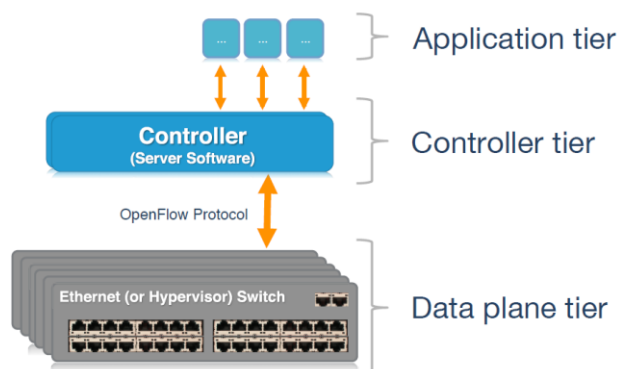 ...
...
...
Application tier
Controller
(Server Software)
Controller tier
OpenFlow Protocol
Ethernet (or Hypervisor) Switch
Data plane tier